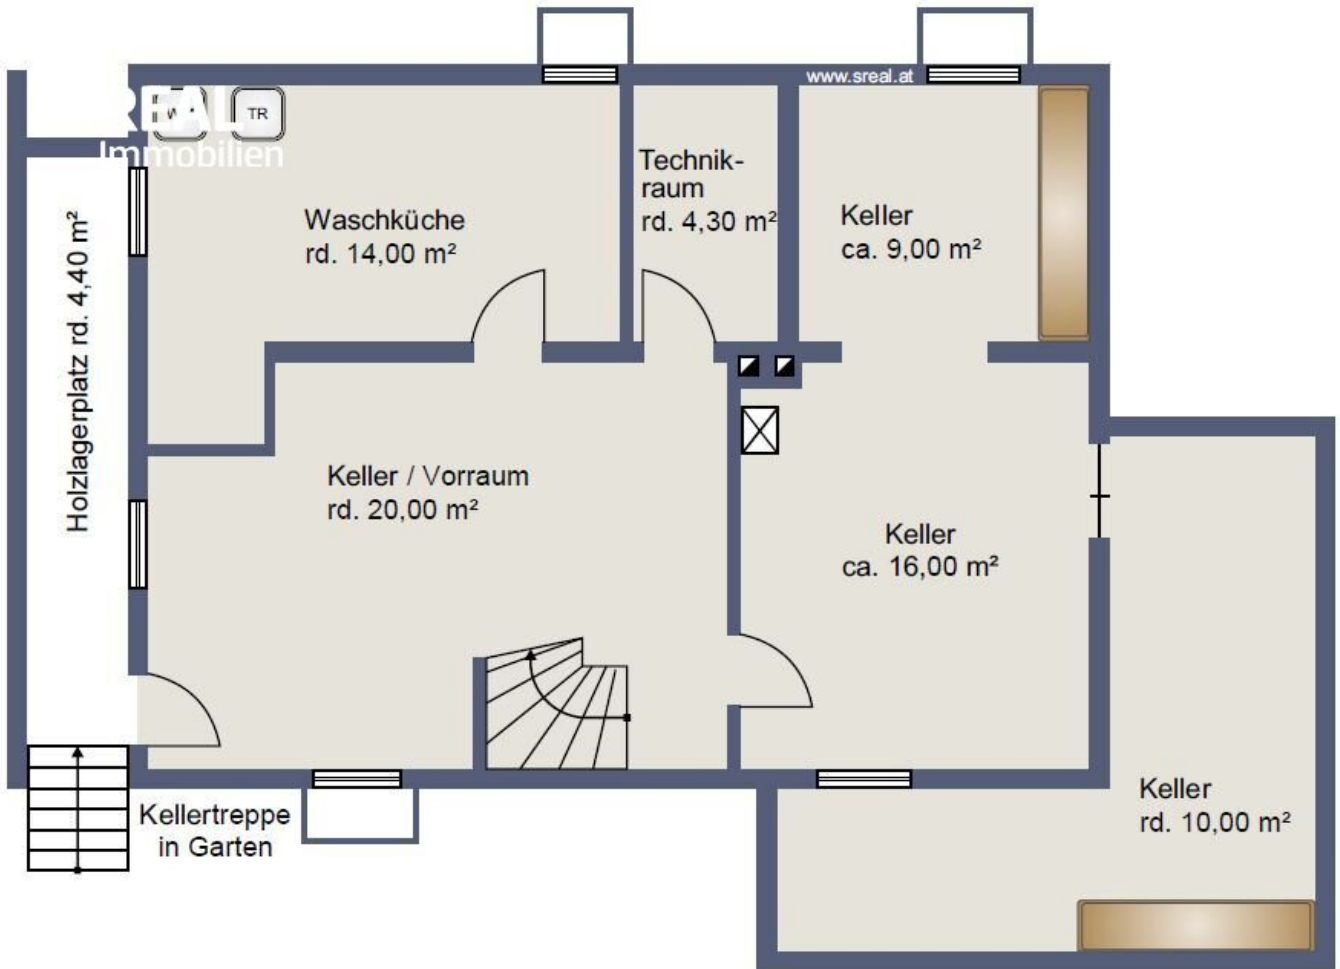 www.sreal.at
REAL
Immobilien
W
TR
Technik-
raum
rd. 4,30 m²
Waschküche
rd. 14,00 m²
Keller
ca. 9,00 m²
Holzlagerplatz rd. 4,40 m²
Keller / Vorraum
rd. 20,00 m²
Keller
ca. 16,00 m²
Keller
rd. 10,00 m²
Kellertreppe
in Garten